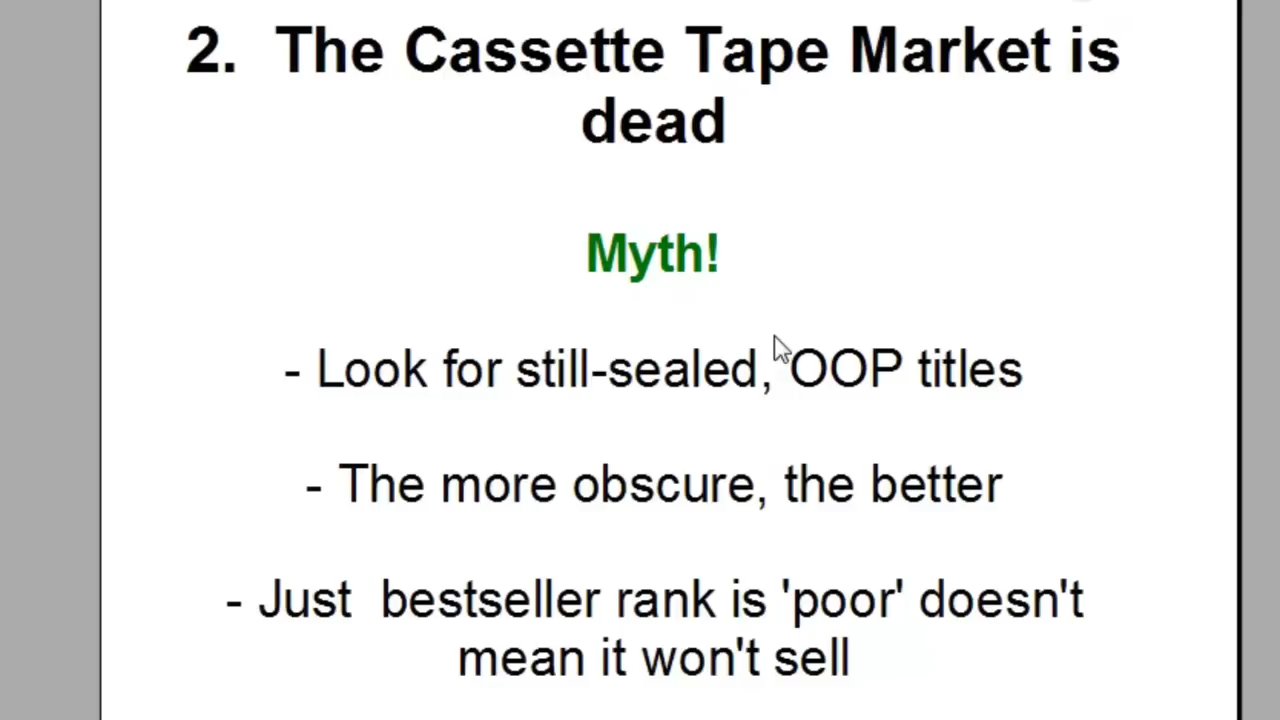 2.  The Cassette Tape Market is
dead
Myth!
- Look for still-sealed, OOP titles
- The more obscure, the better
- Just  bestseller rank is 'poor' doesn't
mean it won't sell